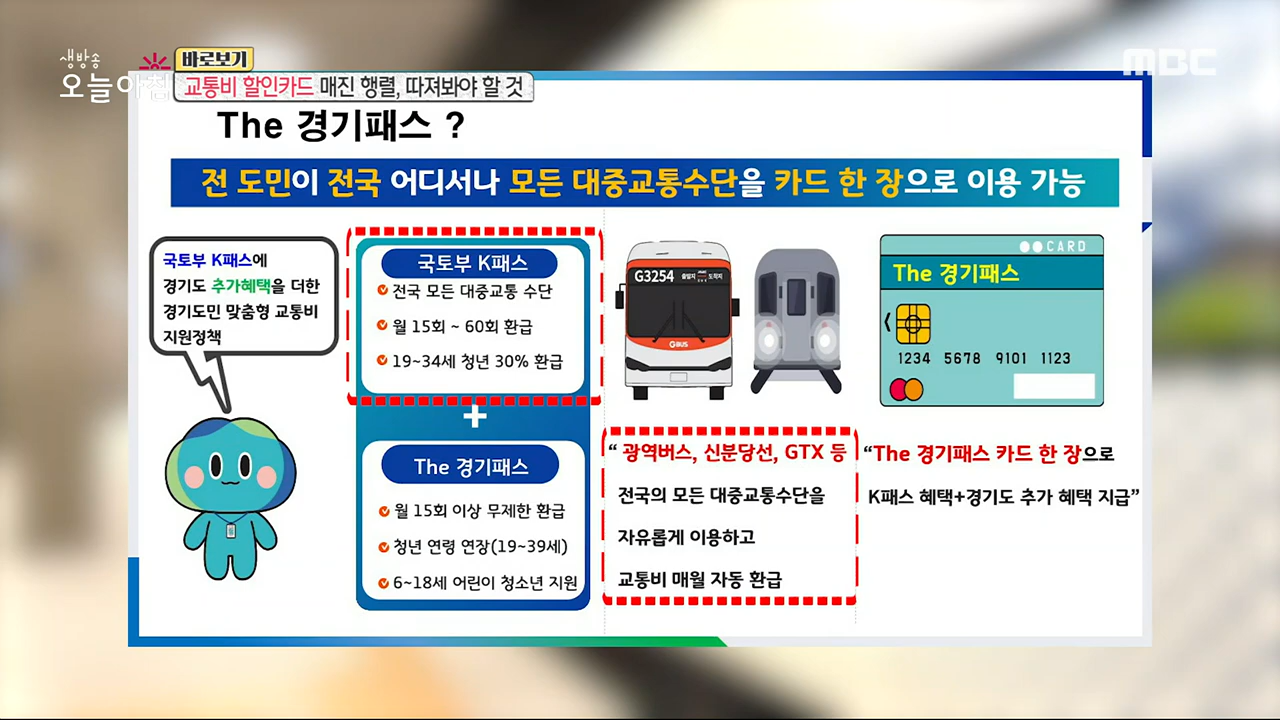 생방송
오늘아침
바로보기
교통비 할인카드 매진 행렬, 따져봐야 할 것
MBC
The 경기패스 ?
전 도민이 전국 어디서나 모든 대중교통수단을 카드 한 장으로 이용 가능
국토부 K패스에
경기도 추가혜택을 더한
경기도민 맞춤형 교통비
지원정책
국토부 K패스
전국 모든 대중교통 수단
월 15회 ~ 60회 환급
19~34세 청년 30% 환급
+
The 경기패스
월 15회 이상 무제한 환급
청년 연령 연장(19~39세)
6~18세 어린이 청소년 지원
G3254 출발지 도착지
GBUS
“ 광역버스, 신분당선, GTX 등
전국의 모든 대중교통수단을
자유롭게 이용하고
교통비 매월 자동 환급
CARD
The 경기패스
1234 5678 9101 1123
“The 경기패스 카드 한 장으로
K패스 혜택+경기도 추가 혜택 지급”